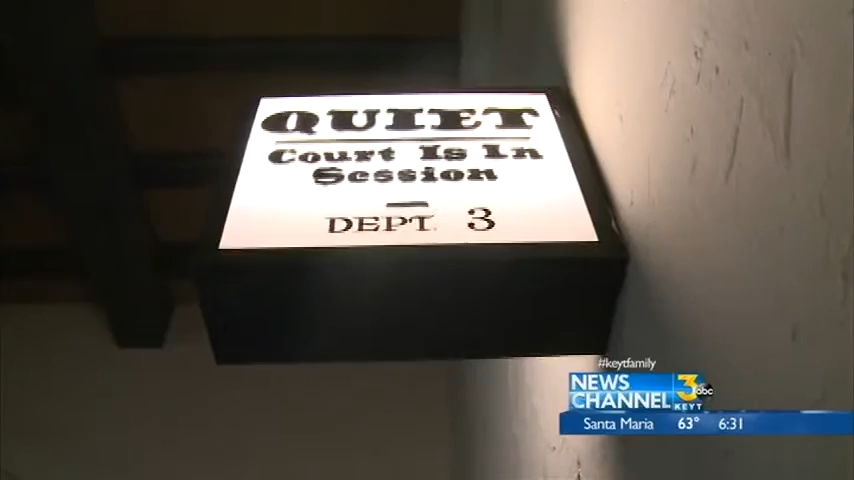 QUIET
Court Is In
Session
DEPT. 3
#keytfamily
NEWS
CHANNEL 3 abc
KEYT
Santa Maria 63° 6:31